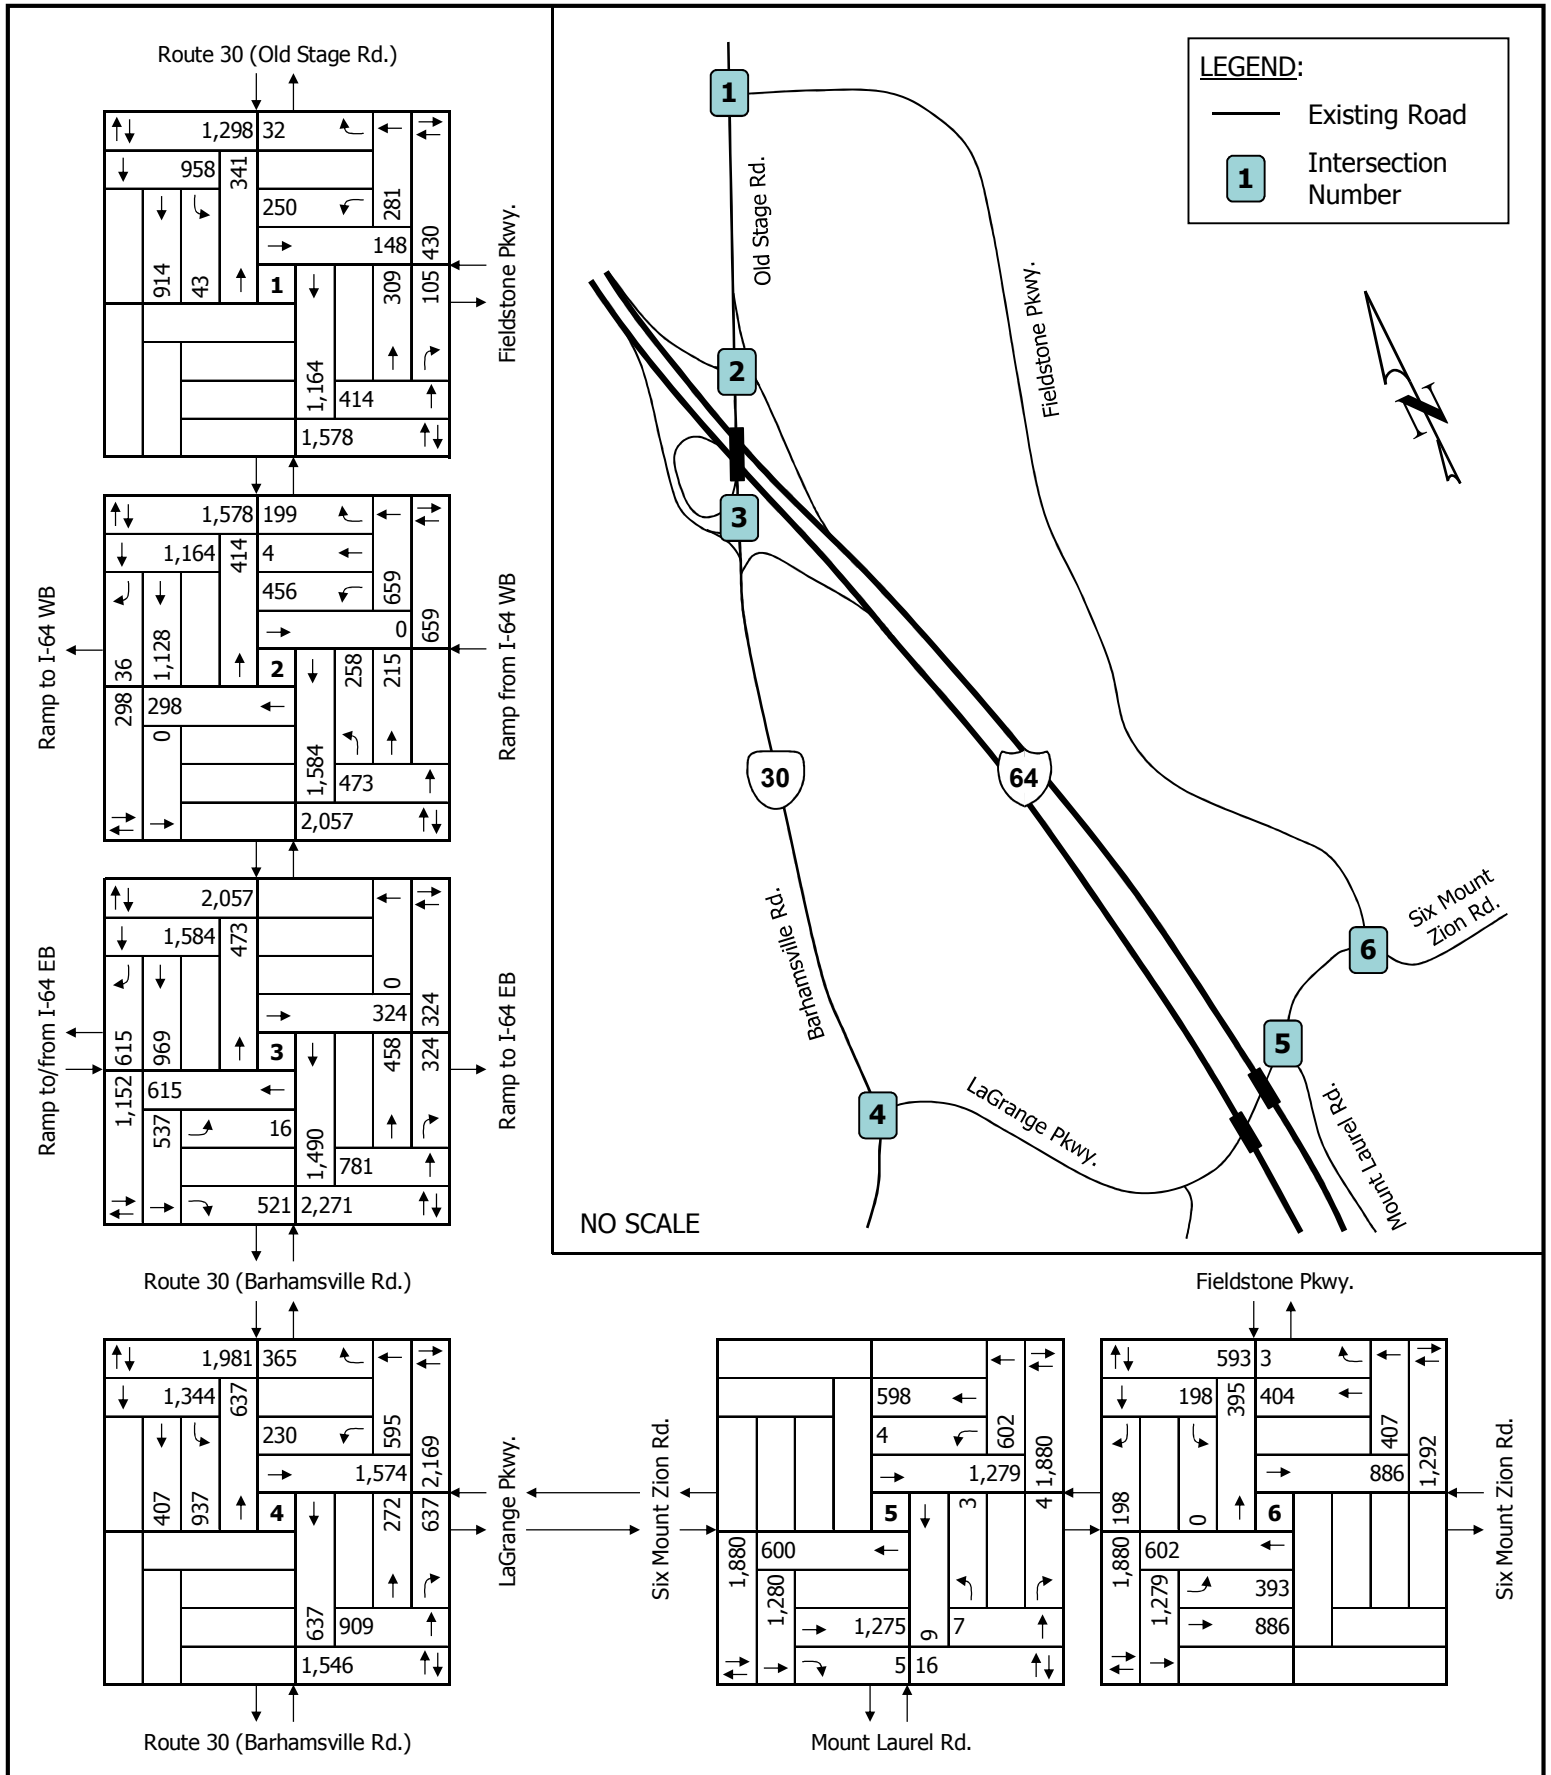 Route 30 (Old Stage Rd.)
1,298 32
958 341
250 281
148 430
914 43 1 309 105
1,164 414
1,578
Fieldstone Pkwy.
1,578 199
1,164 414 4
456 659
0 659
36 1,128 2 258 215
298 298
0 1,584 473
2,057
Ramp to I-64 WB
Ramp from I-64 WB
2,057
1,584 473
0
324 324
615 969 3 458 324
1,152 615
537 16 1,490 781
521 2,271
Ramp to/from I-64 EB
Ramp to I-64 EB
Route 30 (Barhamsville Rd.)
1,981 365
1,344 637
230 595
1,574 2,169
407 937 4 272 637
637 909
1,546
LaGrange Pkwy.
Route 30 (Barhamsville Rd.)
598
4 602
1,279 1,880
5 3 4
1,880 600
1,280 1,275 9 7
5 16
Six Mount Zion Rd.
Mount Laurel Rd.
Fieldstone Pkwy.
593 3
198 395 404
407 1,292
886
198 0 6
1,880 602
1,279 393
886
Six Mount Zion Rd.
LEGEND:
Existing Road
1
Intersection
Number
1
Old Stage Rd.
Fieldstone Pkwy.
2
3
N
30
64
Barhamsville Rd.
Six Mount
Zion Rd.
6
5
4
LaGrange Pkwy.
Mount Laurel Rd.
NO SCALE